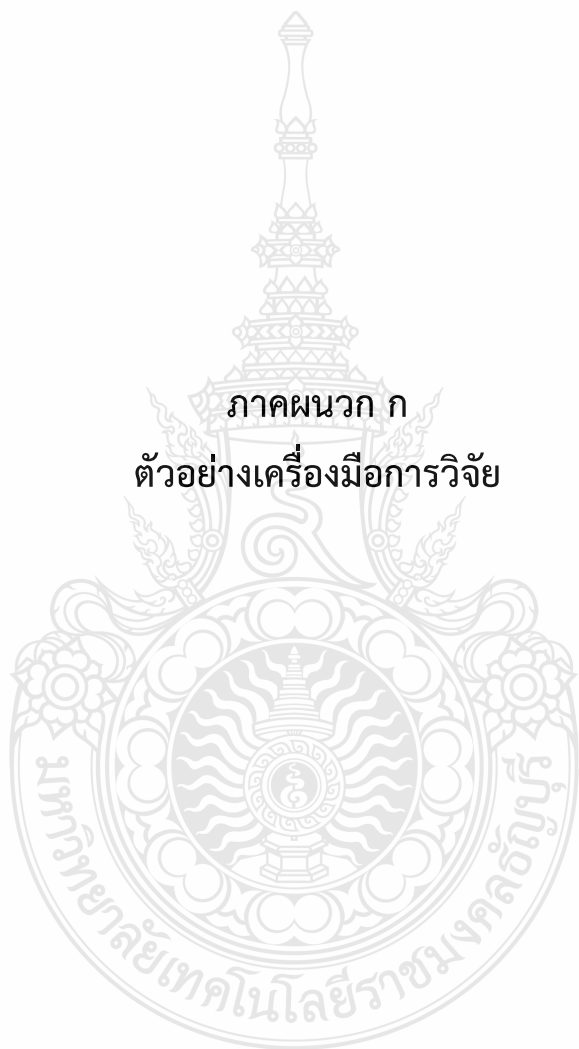 ภาคผนวก ก
ตัวอย่างเครื่องมือการวิจัย
มหาวิทยาลัยเทคโนโลยีราชมงคลธัญบุรี